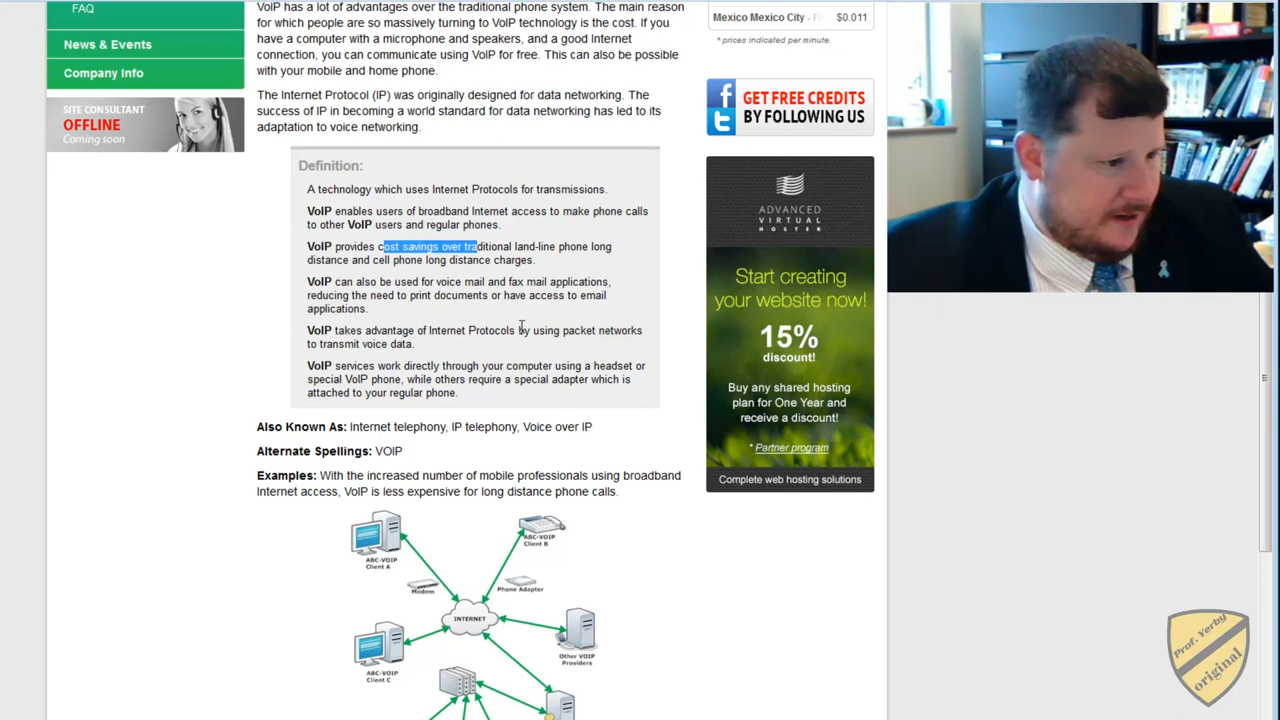 FAQ
News & Events
Company Info
SITE CONSULTANT
OFFLINE
Coming soon
VoIP has a lot of advantages over the traditional phone system. The main reason
for which people are so massively turning to VoIP technology is the cost. If you
have a computer with a microphone and speakers, and a good Internet
connection, you can communicate using VoIP for free. This can also be possible
with your mobile and home phone.
The Internet Protocol (IP) was originally designed for data networking. The
success of IP in becoming a world standard for data networking has led to its
adaptation to voice networking.
Definition:
A technology which uses Internet Protocols for transmissions.
VoIP enables users of broadband Internet access to make phone calls
to other VoIP users and regular phones.
VoIP provides cost savings over traditional land-line phone long
distance and cell phone long distance charges.
VoIP can also be used for voice mail and fax mail applications,
reducing the need to print documents or have access to email
applications.
VoIP takes advantage of Internet Protocols by using packet networks
to transmit voice data.
VoIP services work directly through your computer using a headset or
special VoIP phone, while others require a special adapter which is
attached to your regular phone.
Also Known As: Internet telephony, IP telephony, Voice over IP
Alternate Spellings: VOIP
Examples: With the increased number of mobile professionals using broadband
Internet access, VoIP is less expensive for long distance phone calls.
ABC-VOIP
Client A
ABC-VOIP
Client B
Modem
Phone Adapter
INTERNET
ABC-VOIP
Client C
Other VOIP
Providers
Mexico Mexico City - $0.011
* prices indicated per minute.
GET FREE CREDITS
BY FOLLOWING US
ADVANCED
VIRTUAL
HOSTER
Start creating
your website now!
15%
discount!
Buy any shared hosting
plan for One Year and
receive a discount!
* Partner program
Complete web hosting solutions
Prof. Yerby
original